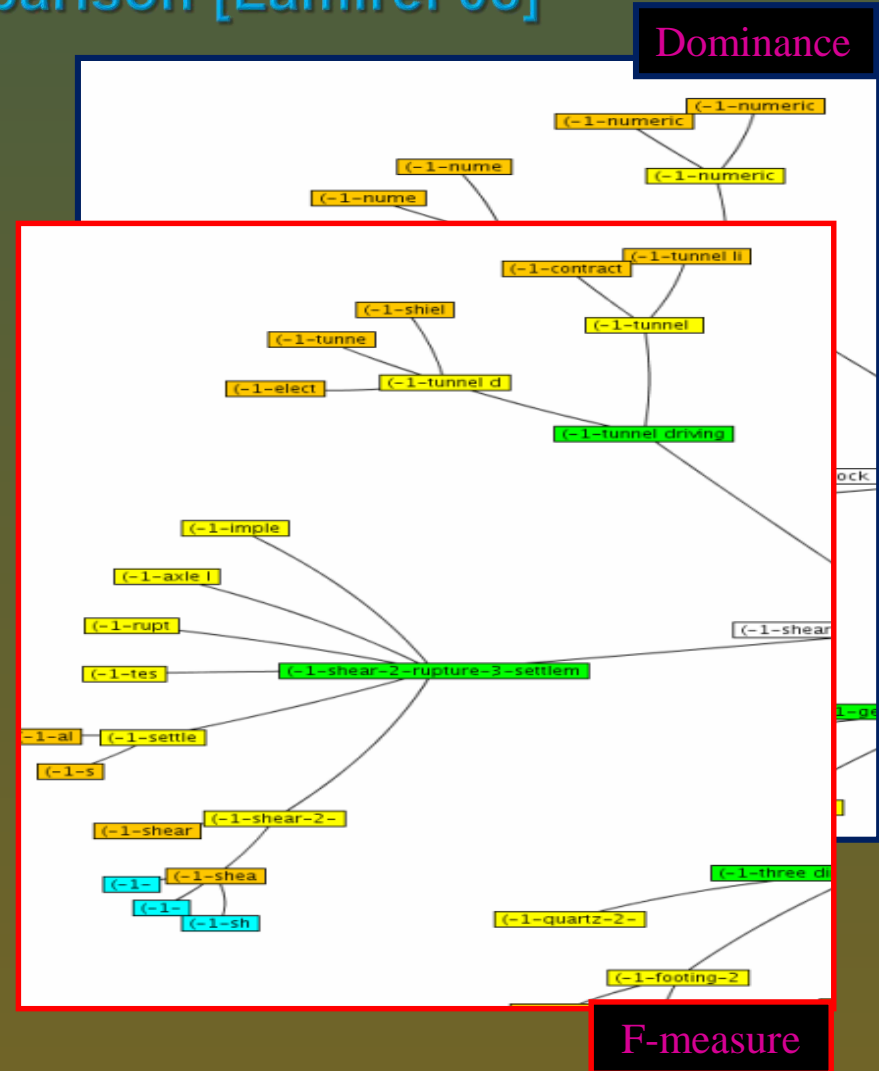 Dominance
(-1-numeric
(-1-numeric
(-1-nume
(-1-numeric
(-1-nume
(-1-tunnel li
(-1-contract
(-1-shiel
(-1-tunnel
(-1-tunne
(-1-tunnel d
(-1-elect
(-1-tunnel driving
ock
(-1-imple
(-1-axle l
(-1-rupt
(-1-shear
(-1-tes
(-1-shear-2-rupture-3-settlem
1-ge
-1-al
(-1-settle
(-1-s
(-1-shear-2-
(-1-shear
(-1-shea
(-1-three di
(-1-
(-1-
(-1-sh
(-1-quartz-2-
(-1-footing-2
F-measure